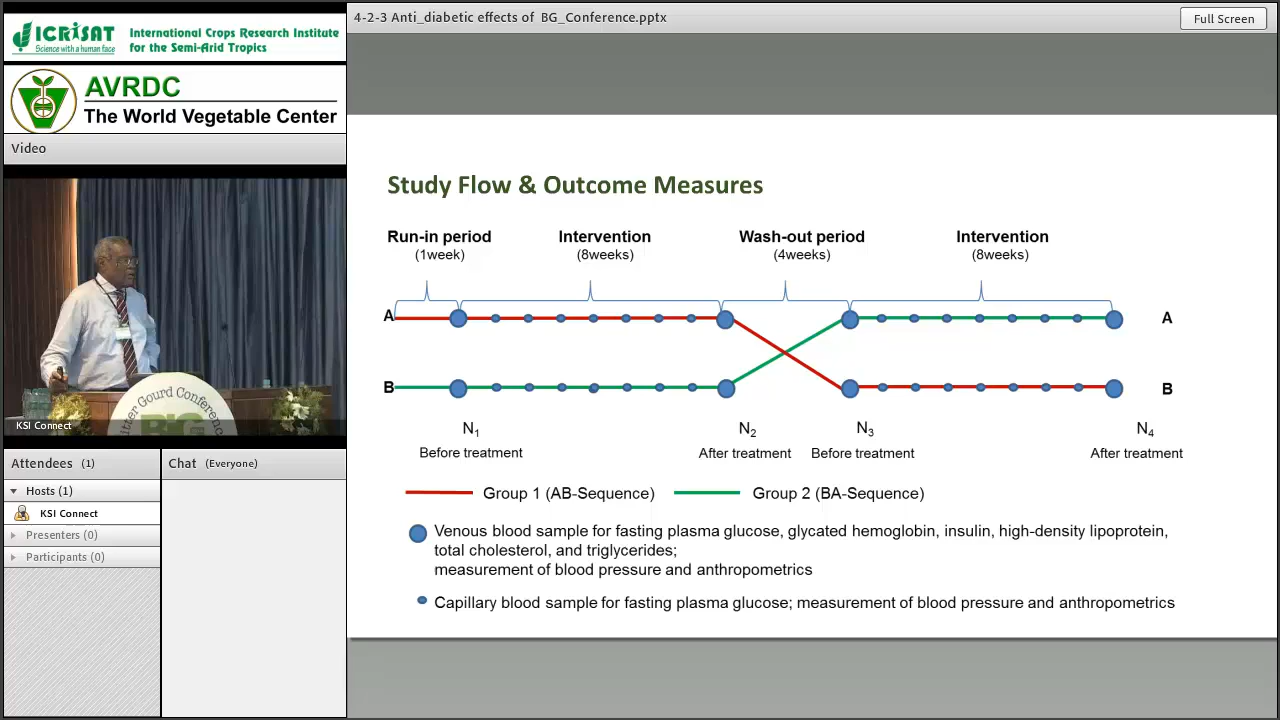 4-2-3 Anti_diabetic effects of BG_Conference.pptx
Full Screen
ICRISAT
Science with a human face
International Crops Research Institute
for the Semi-Arid Tropics
AVRDC
The World Vegetable Center
Video
Study Flow & Outcome Measures
Run-in period
(1week)
Intervention
(8weeks)
Wash-out period
(4weeks)
Intervention
(8weeks)
A
A
B
B
N1
N2
N3
N4
Before treatment
After treatment
Before treatment
After treatment
Group 1 (AB-Sequence)
Group 2 (BA-Sequence)
Venous blood sample for fasting plasma glucose, glycated hemoglobin, insulin, high-density lipoprotein,
total cholesterol, and triglycerides;
measurement of blood pressure and anthropometrics
Capillary blood sample for fasting plasma glucose; measurement of blood pressure and anthropometrics
Gourd Conference
KSI Connect
Attendees (1)
Chat (Everyone)
Hosts (1)
KSI Connect
Presenters (0)
Participants (0)